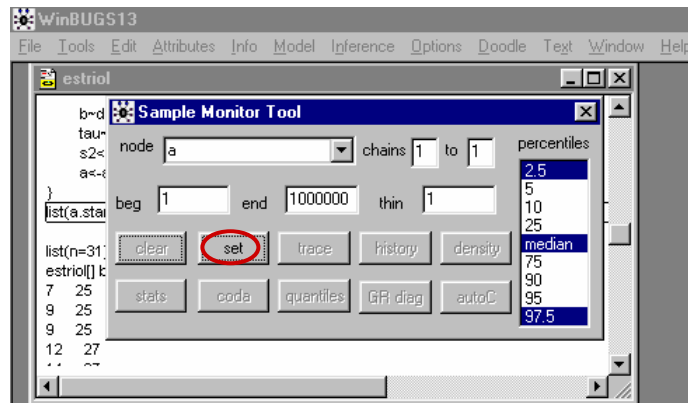 WinBUGS13
File Tools Edit Attributes Info Model Inference Options Doodle Text Window Help
estriol
b~d
tau~
s2<
a<-a
}
list(a.star
list(n=31)
estriol[] b
7 25
9 25
9 25
12 27
Sample Monitor Tool
node a chains 1 to 1 percentiles
beg 1 end 1000000 thin 1
clear set trace history density
stats coda quantiles GR diag autoC
2.5
5
10
25
median
75
90
95
97.5